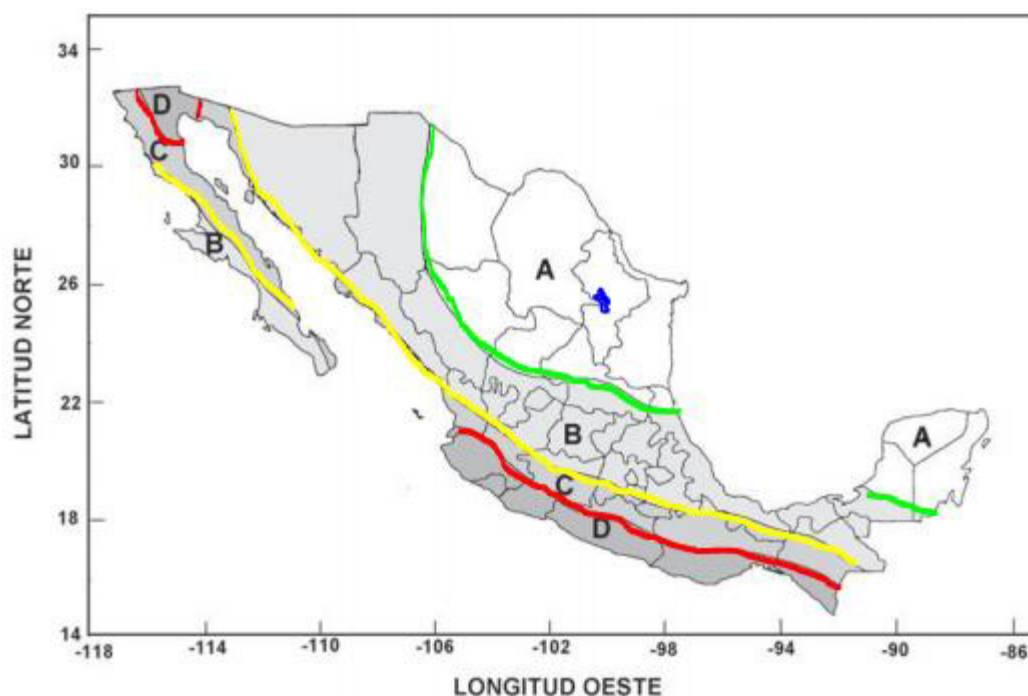 34
30
26
22
18
14
-118
-114
-110
-106
-102
-98
-94
-90
-86
LATITUD NORTE
LONGITUD OESTE
D
C
B
A
B
A
C
D